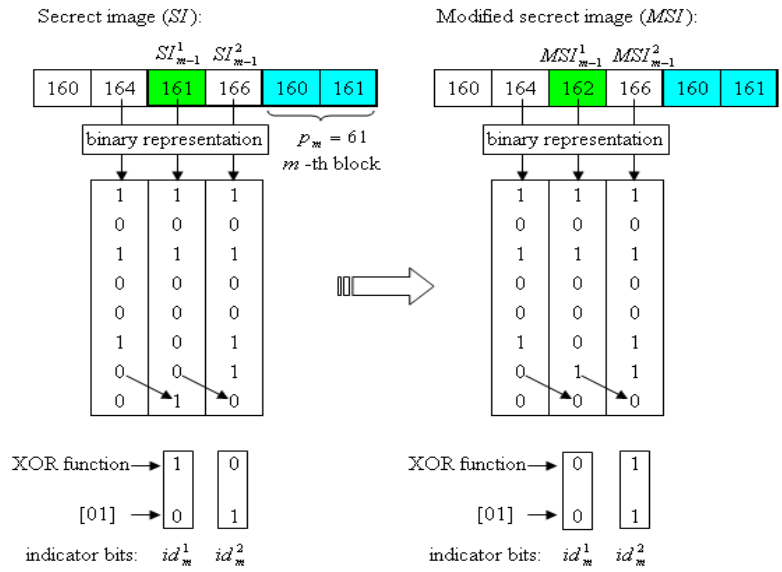 Secrect image (SI):
Modified secrect image (MSI):
SI¹ₘ₋₁ SI²ₘ₋₁
MSI¹ₘ₋₁ MSI²ₘ₋₁
160 164 161 166 160 161
160 164 162 166 160 161
binary representation
pₘ = 61
m -th block
binary representation
1 1 1
0 0 0
1 1 1
0 0 0
0 0 0
1 0 1
0 0 1
0 1 0
1 1 1
0 0 0
1 1 1
0 0 0
0 0 0
1 0 1
0 1 1
0 0 0
XOR function 1 0
[01] 0 1
indicator bits: id¹ₘ id²ₘ
XOR function 0 1
[01] 0 1
indicator bits: id¹ₘ id²ₘ